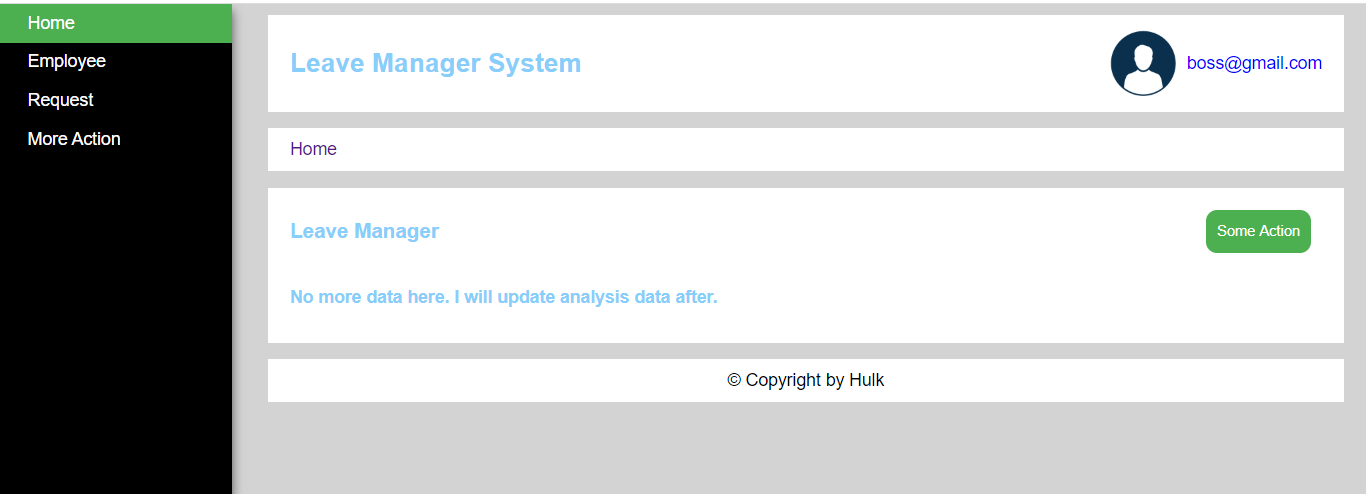 Home
Employee
Request
More Action
Leave Manager System
boss@gmail.com
Home
Leave Manager
Some Action
No more data here. I will update analysis data after.
© Copyright by Hulk